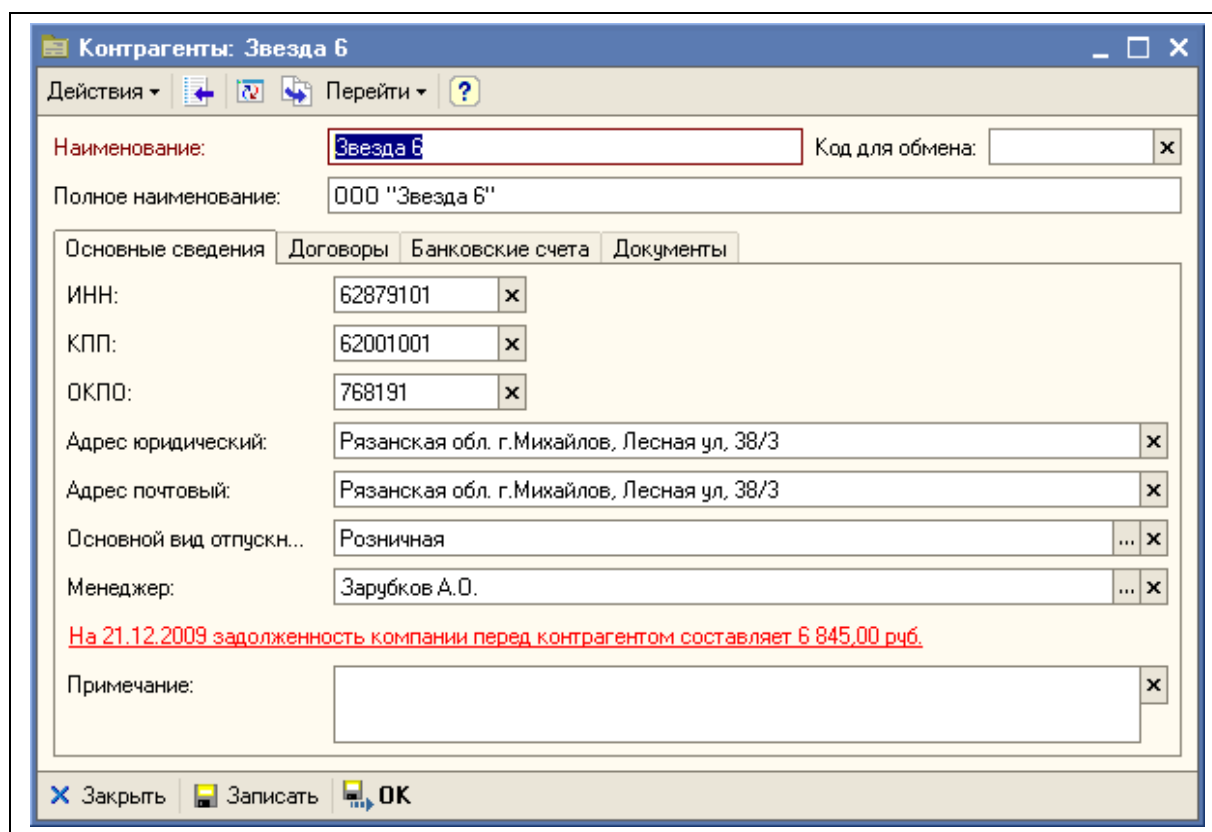 Контрагенты: Звезда 6
Действия Перейти ?
Наименование: Звезда 6 Код для обмена:
Полное наименование: ООО "Звезда 6"
Основные сведения Договоры Банковские счета Документы
ИНН: 62879101
КПП: 62001001
ОКПО: 768191
Адрес юридический: Рязанская обл. г.Михайлов, Лесная ул, 38/3
Адрес почтовый: Рязанская обл. г.Михайлов, Лесная ул, 38/3
Основной вид отпускн... Розничная ...
Менеджер: Зарубков А.О. ...
На 21.12.2009 задолженность компании перед контрагентом составляет 6 845,00 руб.
Примечание:
Закрыть Записать OK